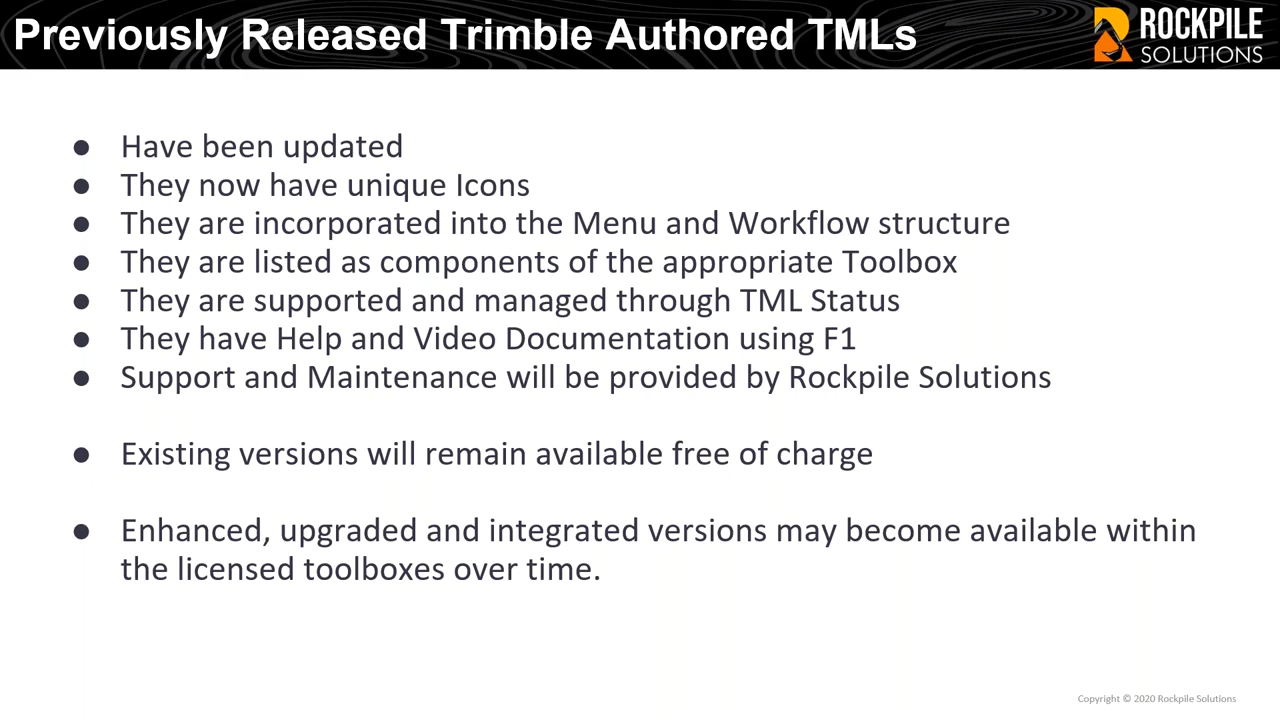 Previously Released Trimble Authored TMLs
ROCKPILE
SOLUTIONS
● Have been updated
● They now have unique Icons
● They are incorporated into the Menu and Workflow structure
● They are listed as components of the appropriate Toolbox
● They are supported and managed through TML Status
● They have Help and Video Documentation using F1
● Support and Maintenance will be provided by Rockpile Solutions
● Existing versions will remain available free of charge
● Enhanced, upgraded and integrated versions may become available within
the licensed toolboxes over time.
Copyright © 2020 Rockpile Solutions